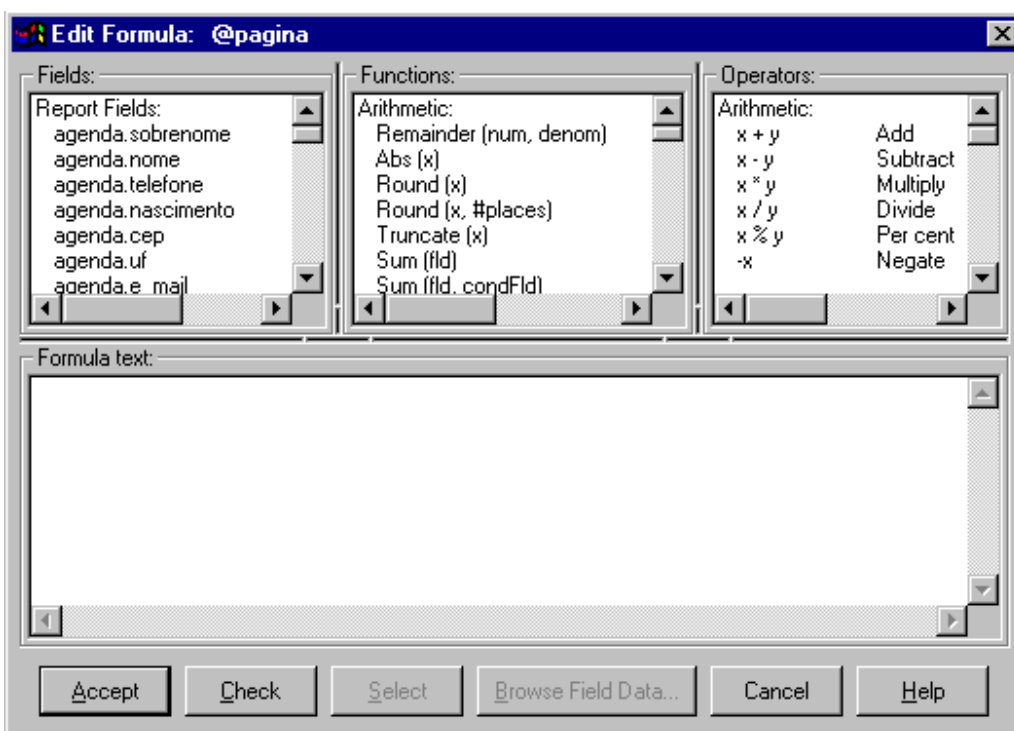 Edit Formula: @pagina
Fields:
Report Fields:
agenda.sobrenome
agenda.nome
agenda.telefone
agenda.nascimento
agenda.cep
agenda.uf
agenda.e_mail
Functions:
Arithmetic:
Remainder (num, denom)
Abs (x)
Round (x)
Round (x, #places)
Truncate (x)
Sum (fld)
Sum (fld, condFld)
Operators:
Arithmetic:
x + y Add
x - y Subtract
x * y Multiply
x / y Divide
x % y Per cent
-x Negate
Formula text:
Accept Check Select Browse Field Data... Cancel Help